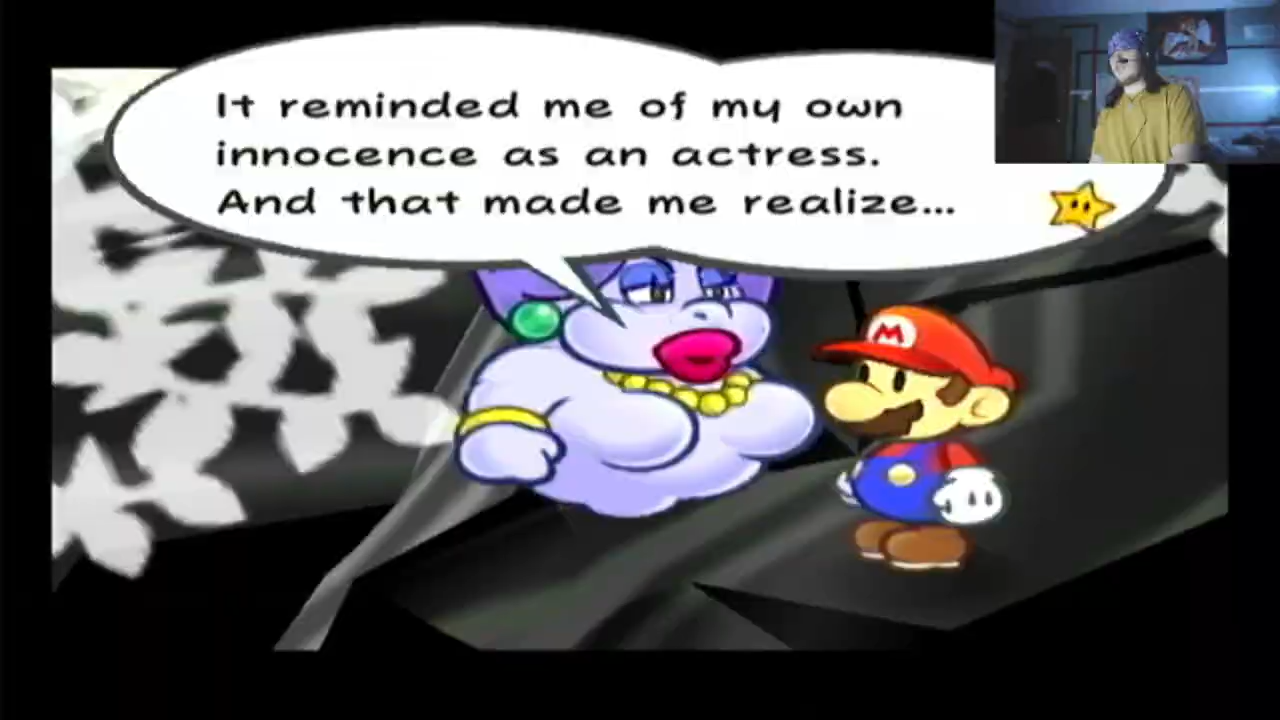 It reminded me of my own
innocence as an actress.
And that made me realize...
M